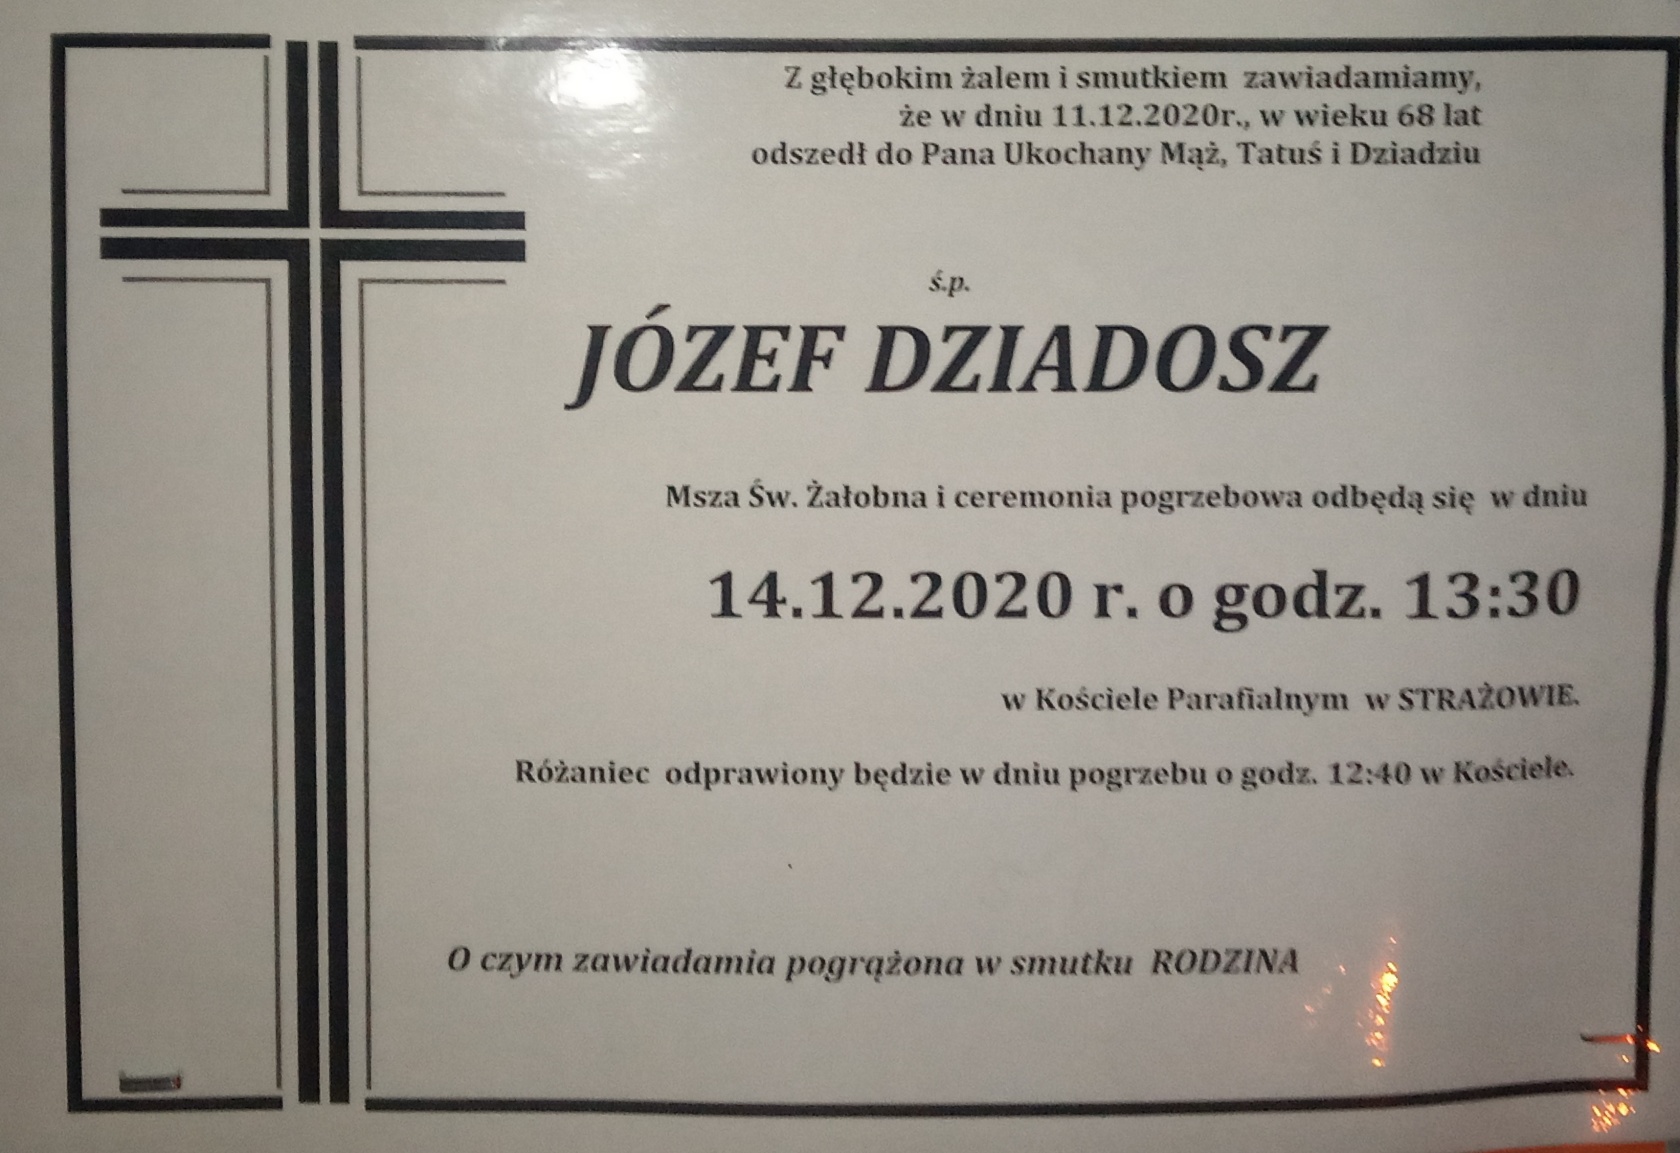 Z głębokim żalem i smutkiem zawiadamiamy,
że w dniu 11.12.2020r., w wieku 68 lat
odszedł do Pana Ukochany Mąż, Tatuś i Dziadziu
ś.p.
JÓZEF DZIADOSZ
Msza Św. Żałobna i ceremonia pogrzebowa odbędą się w dniu
14.12.2020 r. o godz. 13:30
w Kościele Parafialnym w STRAŻOWIE.
Różaniec odprawiony będzie w dniu pogrzebu o godz. 12:40 w Kościele.
O czym zawiadamia pogrążona w smutku RODZINA